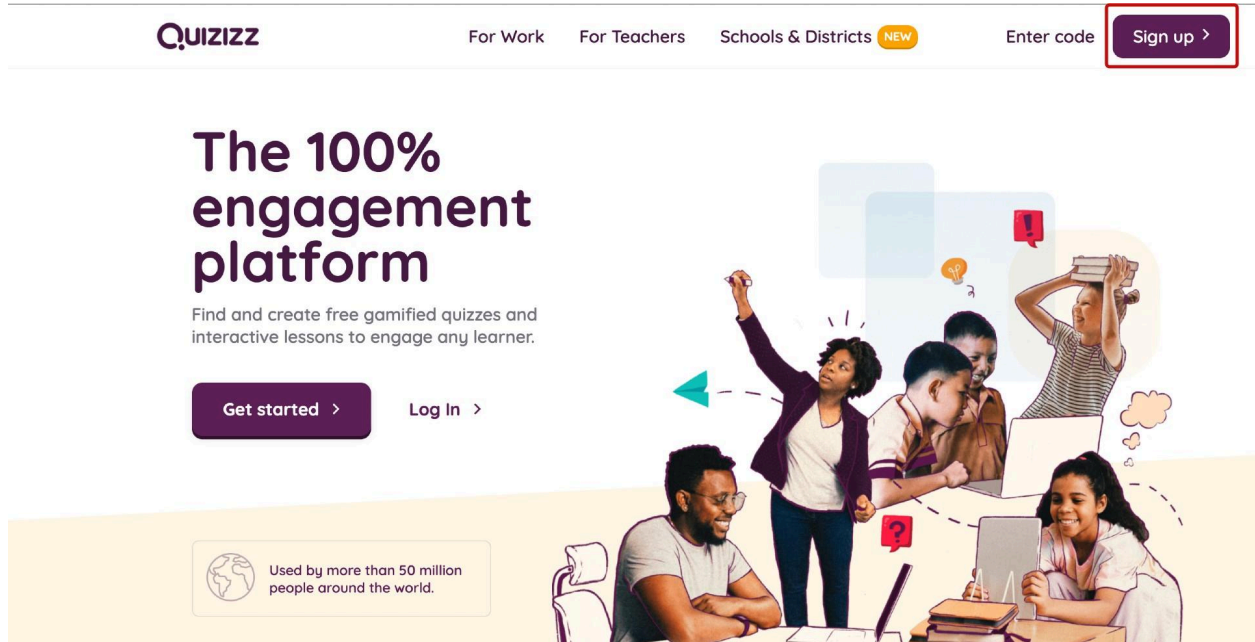 Quizizz
For Work
For Teachers
Schools & Districts NEW
Enter code
Sign up >
The 100%
engagement
platform
Find and create free gamified quizzes and
interactive lessons to engage any learner.
Get started >
Log In >
Used by more than 50 million
people around the world.
!
?